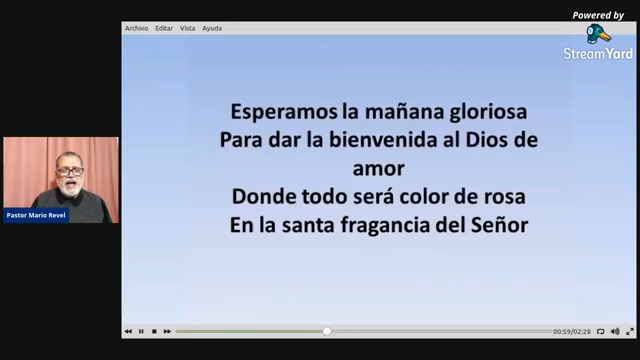 Powered by
StreamYard
Archivo Editar Vista Ayuda
Esperamos la mañana gloriosa
Para dar la bienvenida al Dios de
amor
Donde todo será color de rosa
En la santa fragancia del Señor
Pastor Mario Revel
00:59/02:28